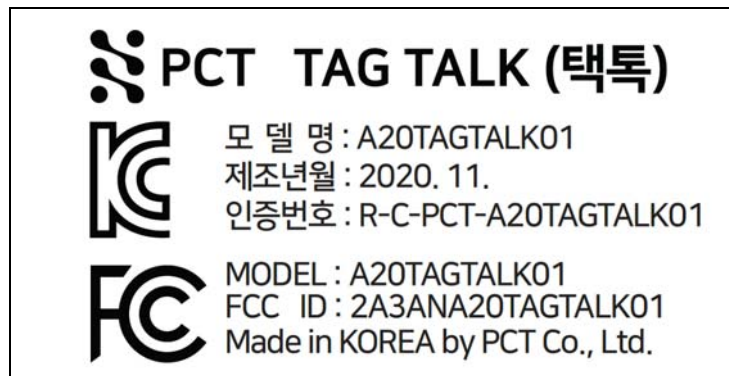 PCT TAG TALK (택톡)
모 델 명 : A20TAGTALK01
제조년월 : 2020. 11.
인증번호 : R-C-PCT-A20TAGTALK01
MODEL : A20TAGTALK01
FCC ID : 2A3ANA20TAGTALK01
Made in KOREA by PCT Co., Ltd.